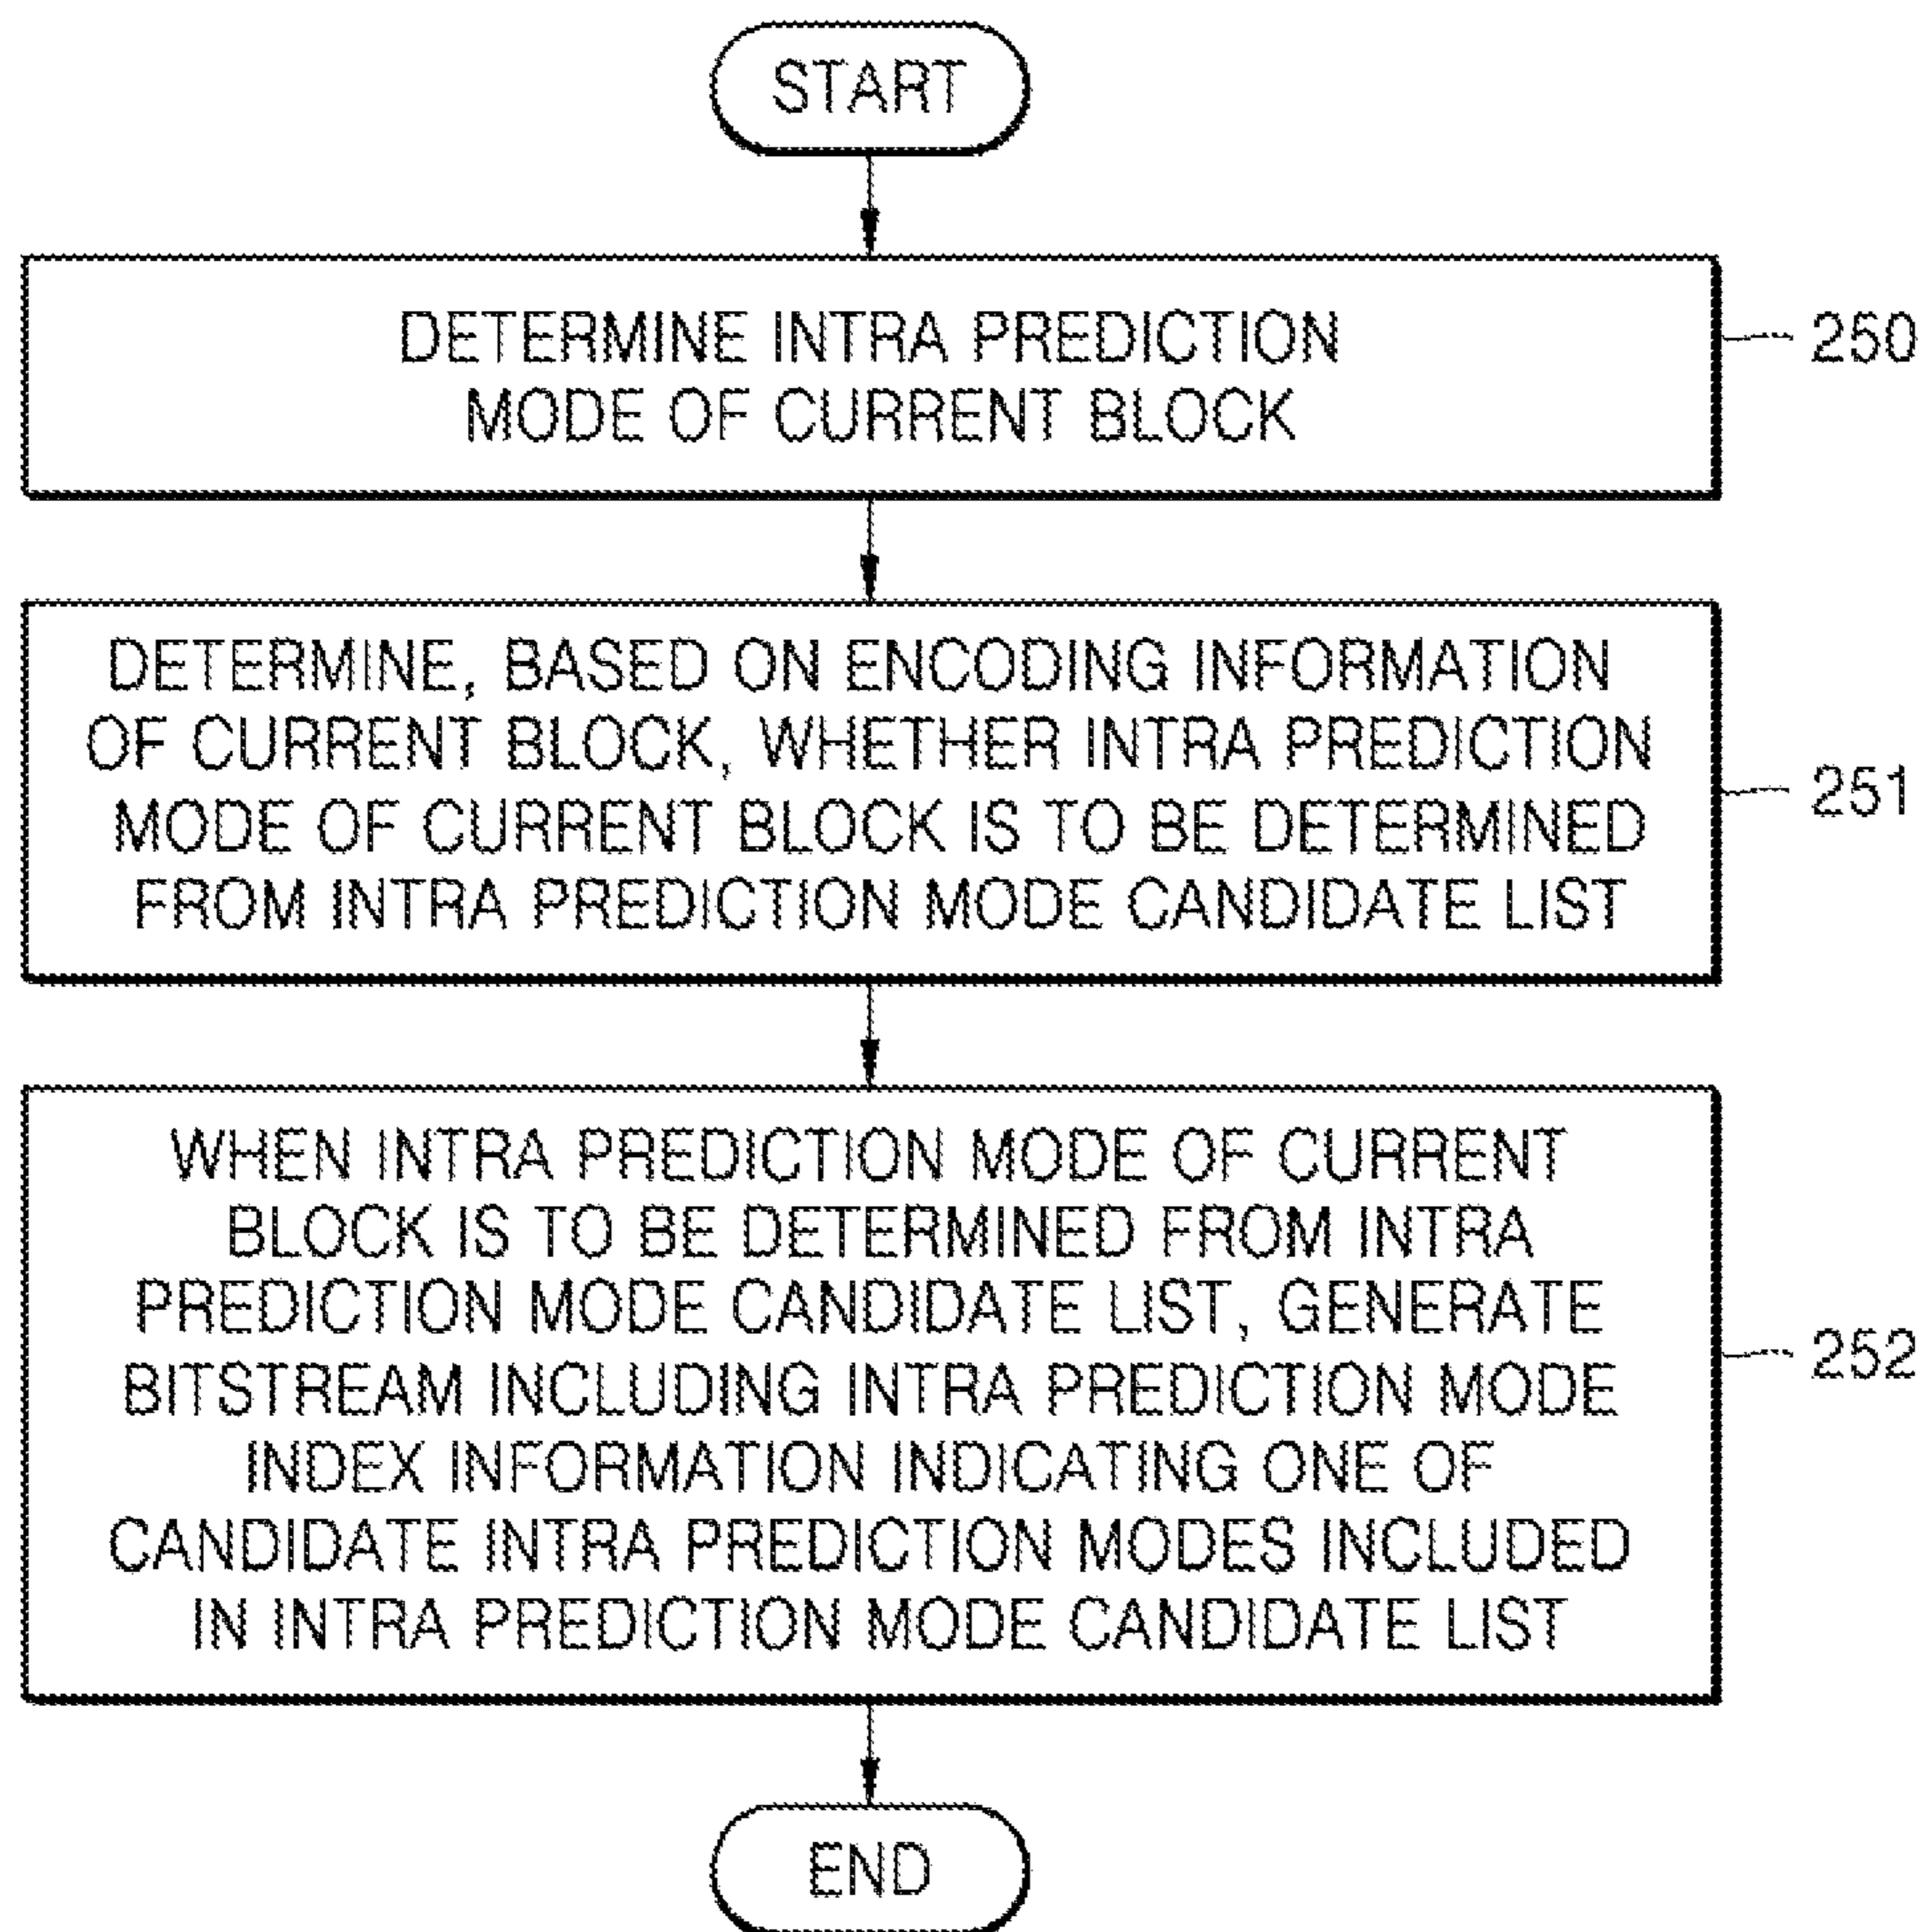 START
DETERMINE INTRA PREDICTION
MODE OF CURRENT BLOCK
250
DETERMINE, BASED ON ENCODING INFORMATION
OF CURRENT BLOCK, WHETHER INTRA PREDICTION
MODE OF CURRENT BLOCK IS TO BE DETERMINED
FROM INTRA PREDICTION MODE CANDIDATE LIST
251
WHEN INTRA PREDICTION MODE OF CURRENT
BLOCK IS TO BE DETERMINED FROM INTRA
PREDICTION MODE CANDIDATE LIST, GENERATE
BITSTREAM INCLUDING INTRA PREDICTION MODE
INDEX INFORMATION INDICATING ONE OF
CANDIDATE INTRA PREDICTION MODES INCLUDED
IN INTRA PREDICTION MODE CANDIDATE LIST
252
END